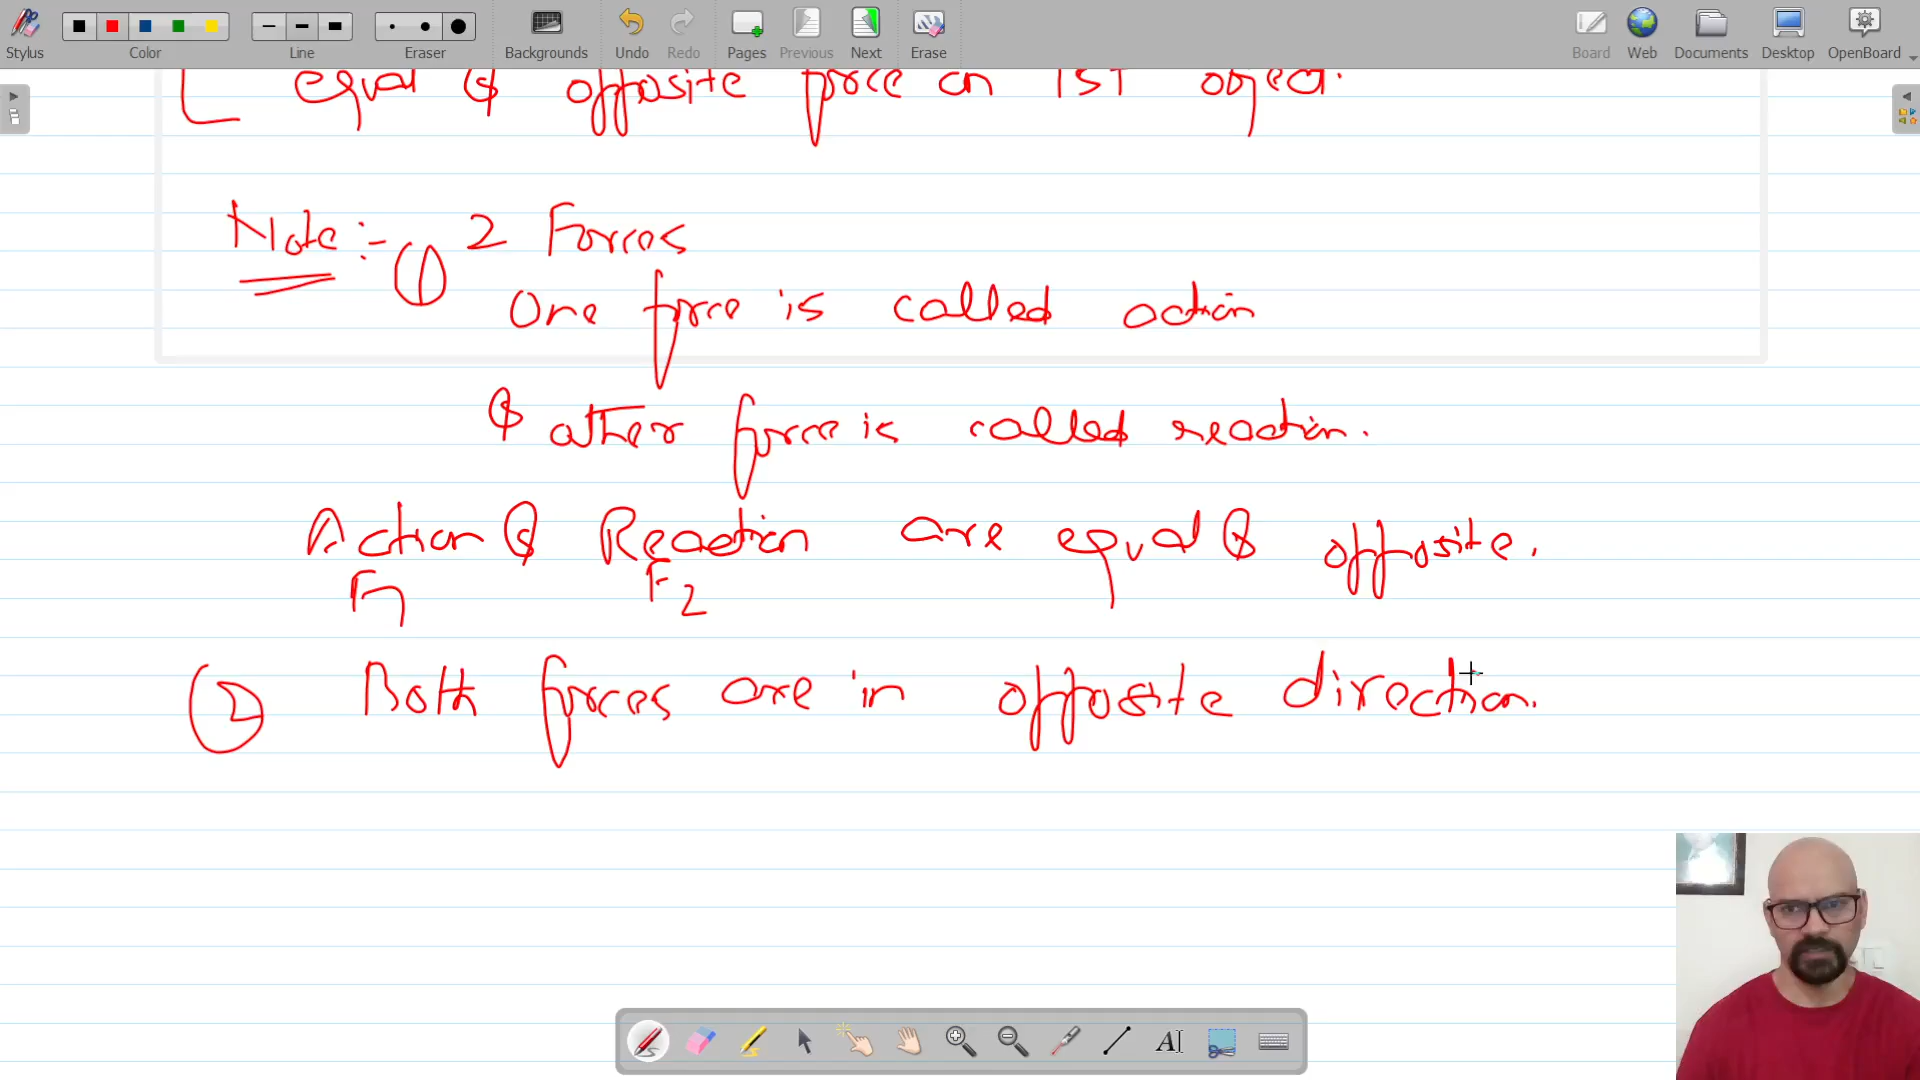 Stylus Color Line Eraser Backgrounds Undo Redo Pages Previous Next Erase Board Web Documents Desktop OpenBoard
equal & opposite force on 1ST object.
Note :- ① 2 Forces
One force is called action
& other force is called reaction.
Action & Reaction are equal & opposite.
F1 F2
② Both forces are in opposite direction.